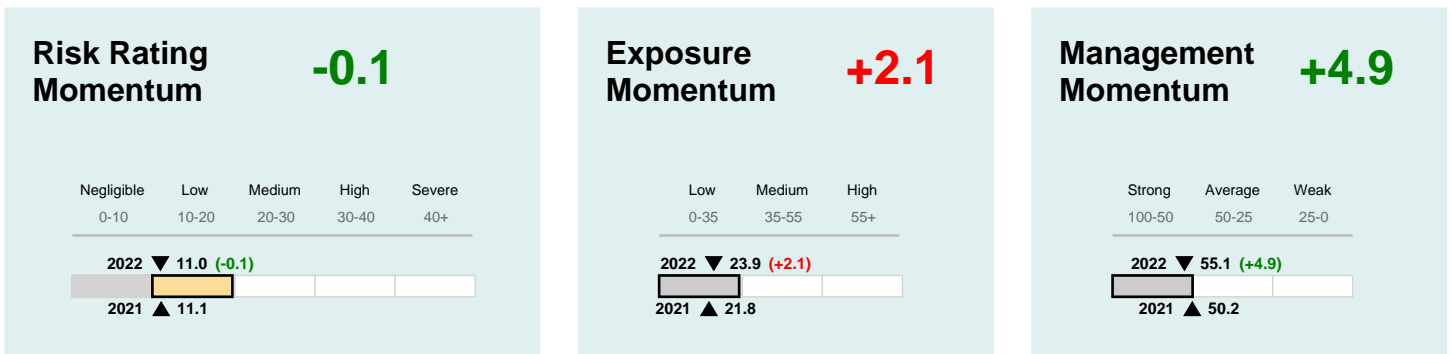 Risk Rating
Momentum
-0.1
Negligible Low Medium High Severe
0-10 10-20 20-30 30-40 40+
2022 ▼ 11.0 (-0.1)
2021 ▲ 11.1
Exposure
Momentum
+2.1
Low Medium High
0-35 35-55 55+
2022 ▼ 23.9 (+2.1)
2021 ▲ 21.8
Management
Momentum
+4.9
Strong Average Weak
100-50 50-25 25-0
2022 ▼ 55.1 (+4.9)
2021 ▲ 50.2